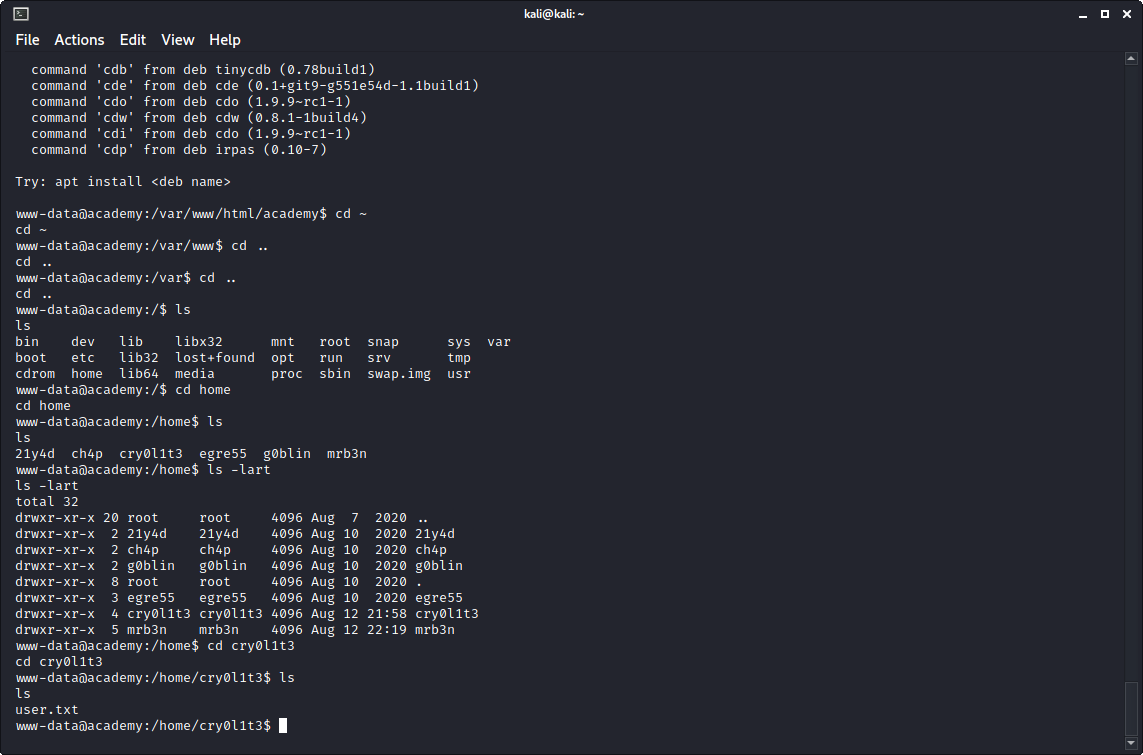 kali@kali: ~
File Actions Edit View Help
command 'cdb' from deb tinycdb (0.78build1)
command 'cde' from deb cde (0.1+git9-g551e54d-1.1build1)
command 'cdo' from deb cdo (1.9.9~rc1-1)
command 'cdw' from deb cdw (0.8.1-1build4)
command 'cdi' from deb cdo (1.9.9~rc1-1)
command 'cdp' from deb irpas (0.10-7)
Try: apt install <deb name>
www-data@academy:/var/www/html/academy$ cd ~
cd ~
www-data@academy:/var/www$ cd ..
cd ..
www-data@academy:/var$ cd ..
cd ..
www-data@academy:/$ ls
ls
bin    dev   lib    libx32      mnt   root  snap      sys  var
boot   etc   lib32  lost+found  opt   run   srv       tmp
cdrom  home  lib64  media       proc  sbin  swap.img  usr
www-data@academy:/$ cd home
cd home
www-data@academy:/home$ ls
ls
21y4d  ch4p  cry0l1t3  egre55  g0blin  mrb3n
www-data@academy:/home$ ls -lart
ls -lart
total 32
drwxr-xr-x 20 root     root     4096 Aug  7  2020 ..
drwxr-xr-x  2 21y4d    21y4d    4096 Aug 10  2020 21y4d
drwxr-xr-x  2 ch4p     ch4p     4096 Aug 10  2020 ch4p
drwxr-xr-x  2 g0blin   g0blin   4096 Aug 10  2020 g0blin
drwxr-xr-x  8 root     root     4096 Aug 10  2020 .
drwxr-xr-x  3 egre55   egre55   4096 Aug 10  2020 egre55
drwxr-xr-x  4 cry0l1t3 cry0l1t3 4096 Aug 12 21:58 cry0l1t3
drwxr-xr-x  5 mrb3n    mrb3n    4096 Aug 12 22:19 mrb3n
www-data@academy:/home$ cd cry0l1t3
cd cry0l1t3
www-data@academy:/home/cry0l1t3$ ls
ls
user.txt
www-data@academy:/home/cry0l1t3$